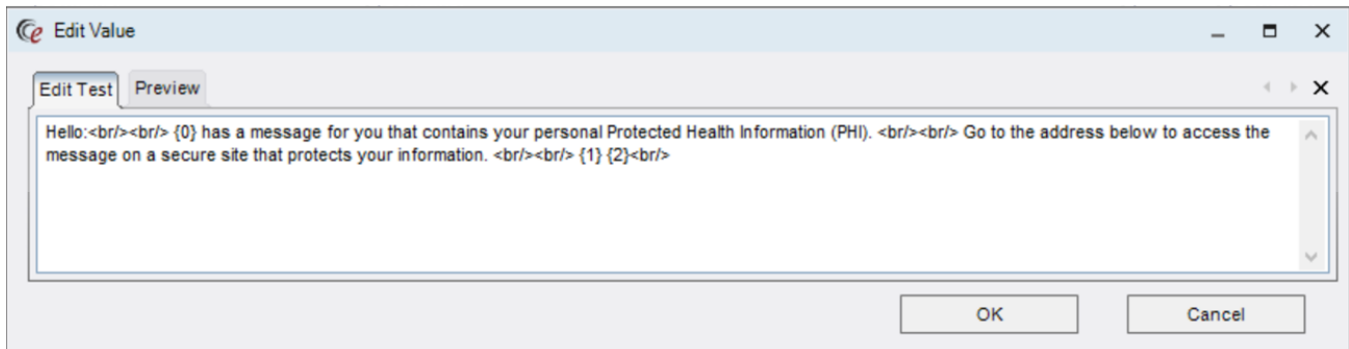 Edit Value
Edit Test Preview
Hello:<br/><br/> {0} has a message for you that contains your personal Protected Health Information (PHI). <br/><br/> Go to the address below to access the
message on a secure site that protects your information. <br/><br/> {1} {2}<br/>
OK Cancel